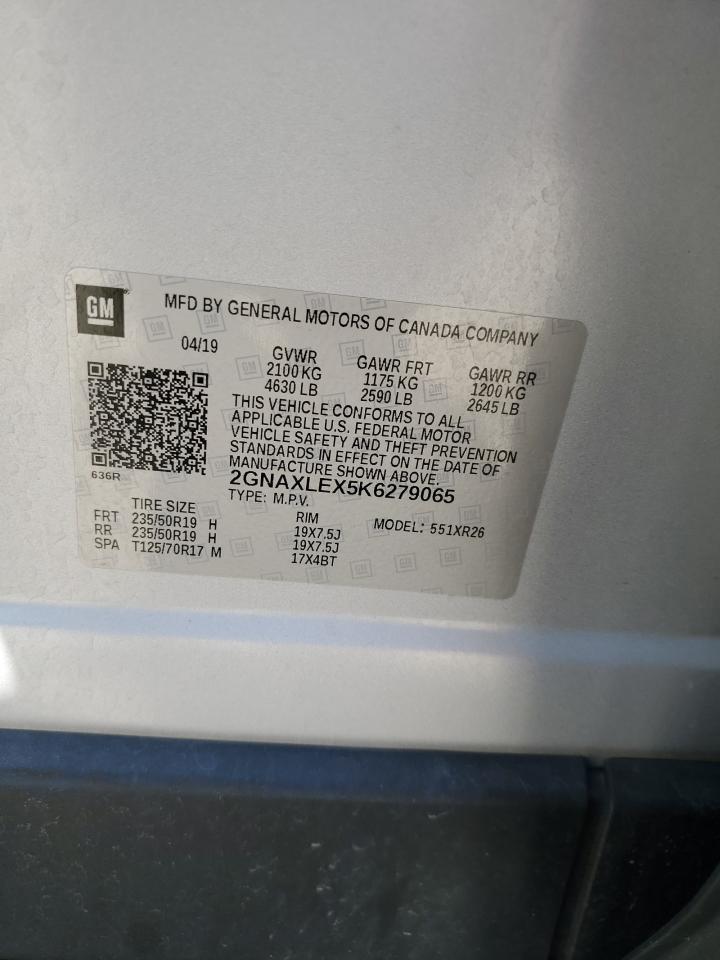 GM
MFD BY GENERAL MOTORS OF CANADA COMPANY
04/19
GVWR
2100 KG
4630 LB
GAWR FRT
1175 KG
2590 LB
GAWR RR
1200 KG
2645 LB
THIS VEHICLE CONFORMS TO ALL
APPLICABLE U.S. FEDERAL MOTOR
VEHICLE SAFETY AND THEFT PREVENTION
STANDARDS IN EFFECT ON THE DATE OF
MANUFACTURE SHOWN ABOVE.
2GNAXLEX5K6279065
TYPE: M.P.V.
636R
TIRE SIZE
FRT 235/50R19 H
RR 235/50R19 H
SPA T125/70R17 M
RIM
19X7.5J
19X7.5J
17X4BT
MODEL: 551XR26